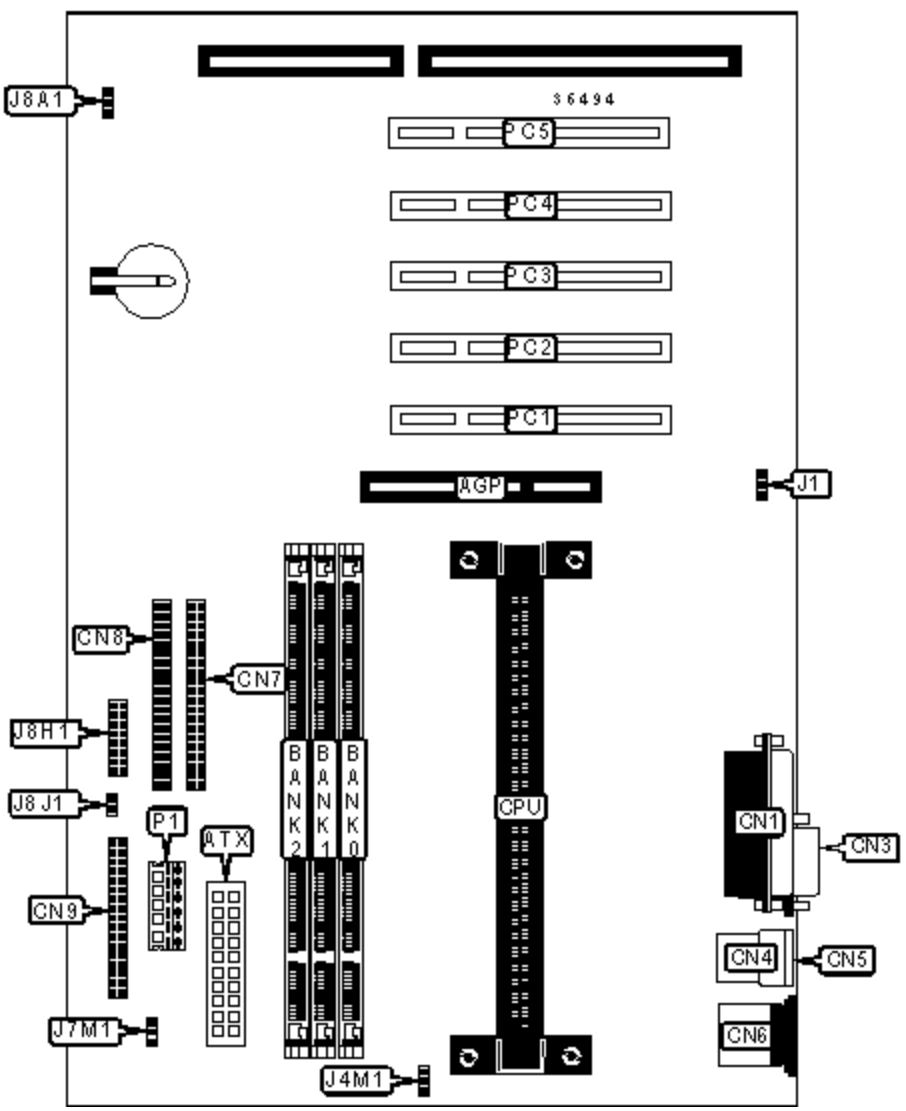 J8A1
36494
PC5
PC4
PC3
PC2
PC1
AGP
J1
CN8
CN7
J8H1
BANK2
BANK1
BANK0
J8J1
P1
ATX
CPU
CN1
CN3
CN9
CN4
CN5
J7M1
CN6
J4M1